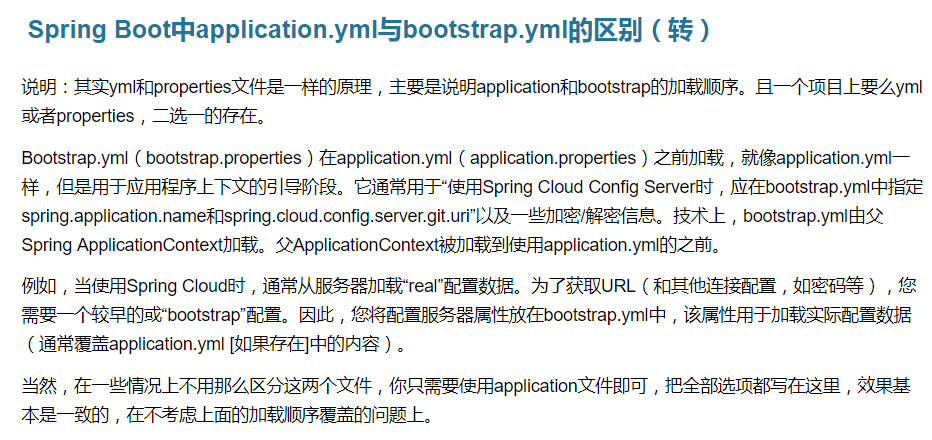 Spring Boot中application.yml与bootstrap.yml的区别（转）
说明：其实yml和properties文件是一样的原理，主要是说明application和bootstrap的加载顺序。且一个项目上要么yml
或者properties，二选一的存在。
Bootstrap.yml（bootstrap.properties）在application.yml（application.properties）之前加载，就像application.yml一
样，但是用于应用程序上下文的引导阶段。它通常用于“使用Spring Cloud Config Server时，应在bootstrap.yml中指定
spring.application.name和spring.cloud.config.server.git.uri”以及一些加密/解密信息。技术上，bootstrap.yml由父
Spring ApplicationContext加载。父ApplicationContext被加载到使用application.yml的之前。
例如，当使用Spring Cloud时，通常从服务器加载“real”配置数据。为了获取URL（和其他连接配置，如密码等），您
需要一个较早的或“bootstrap”配置。因此，您将配置服务器属性放在bootstrap.yml中，该属性用于加载实际配置数据
（通常覆盖application.yml [如果存在]中的内容）。
当然，在一些情况上不用那么区分这两个文件，你只需要使用application文件即可，把全部选项都写在这里，效果基
本是一致的，在不考虑上面的加载顺序覆盖的问题上。